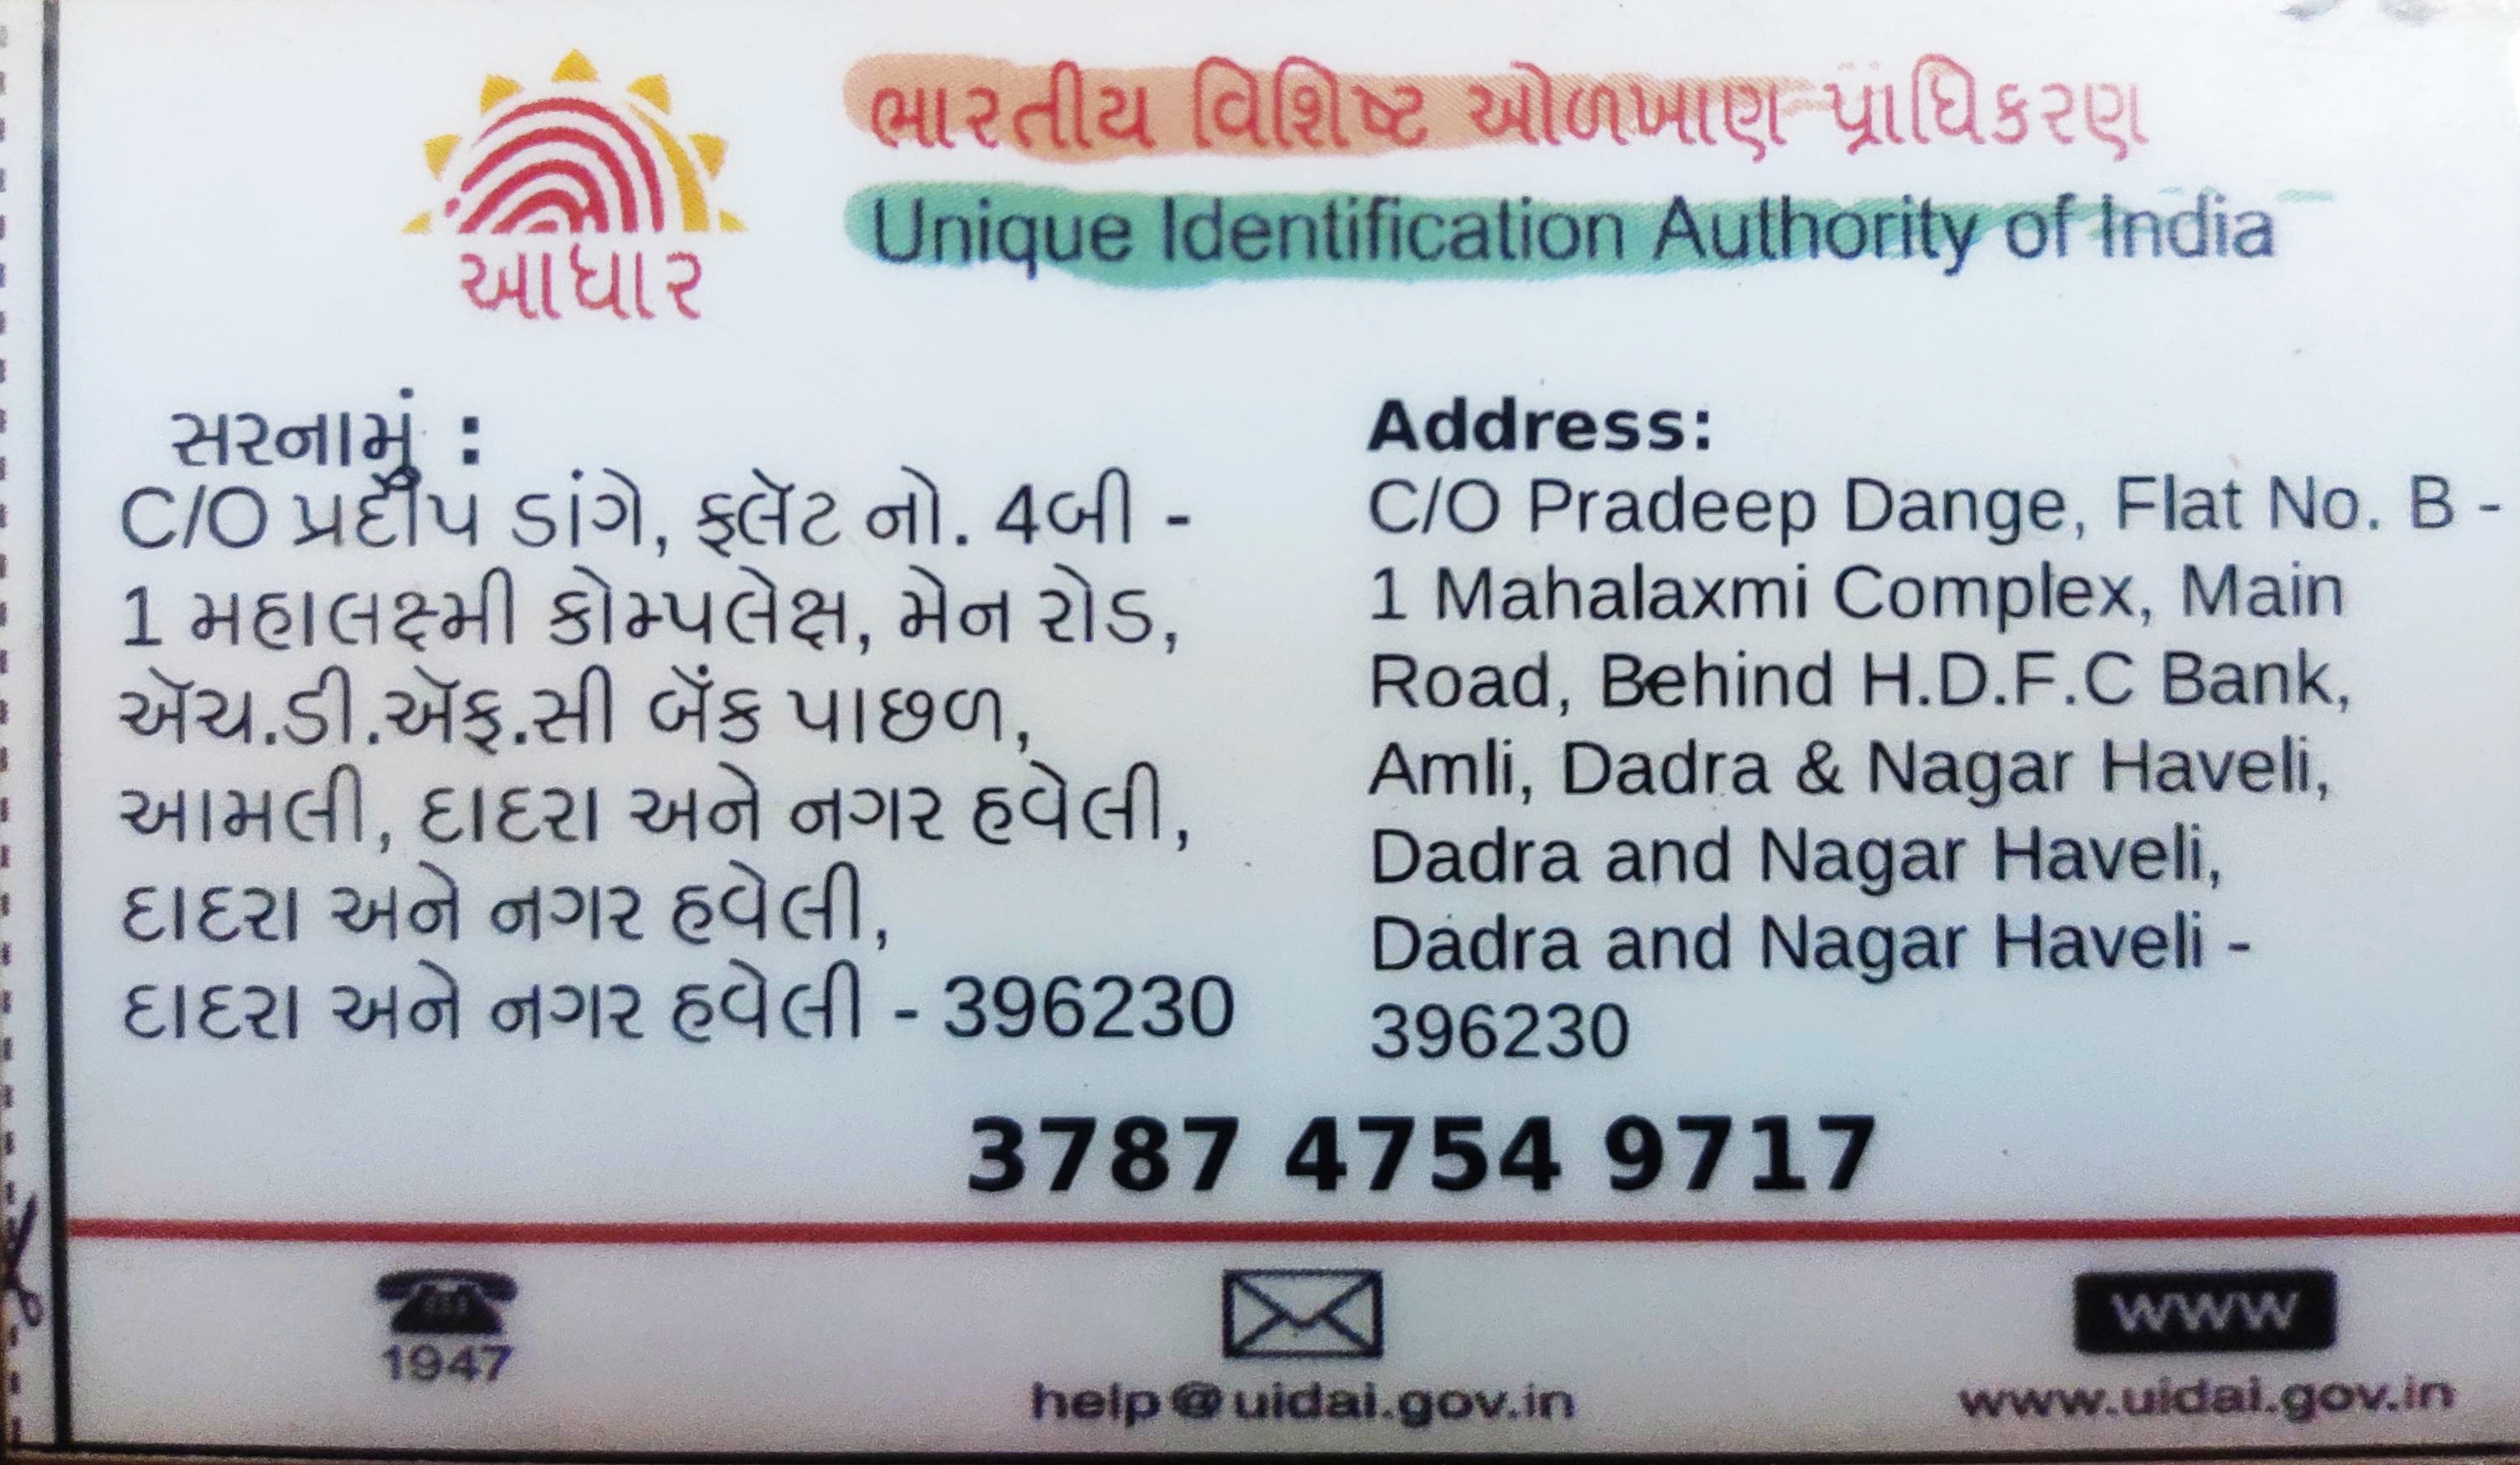 ભારતીય વિશિષ્ટ ઓળખાણ પ્રાધિકરણ
Unique Identification Authority of India
આધાર
સરનામું :
C/O પ્રદીપ ડાંગે, ફ્લૅટ નો. 4બી -
1 મહાલક્ષ્મી કોમ્પલેક્ષ, મેન રોડ,
ઍચ.ડી.ઍફ.સી બૅંક પાછળ,
આમલી, દાદરા અને નગર હવેલી,
દાદરા અને નગર હવેલી,
દાદરા અને નગર હવેલી - 396230
Address:
C/O Pradeep Dange, Flat No. B -
1 Mahalaxmi Complex, Main
Road, Behind H.D.F.C Bank,
Amli, Dadra & Nagar Haveli,
Dadra and Nagar Haveli,
Dadra and Nagar Haveli -
396230
3787 4754 9717
1947
help@uidai.gov.in
www
www.uidai.gov.in